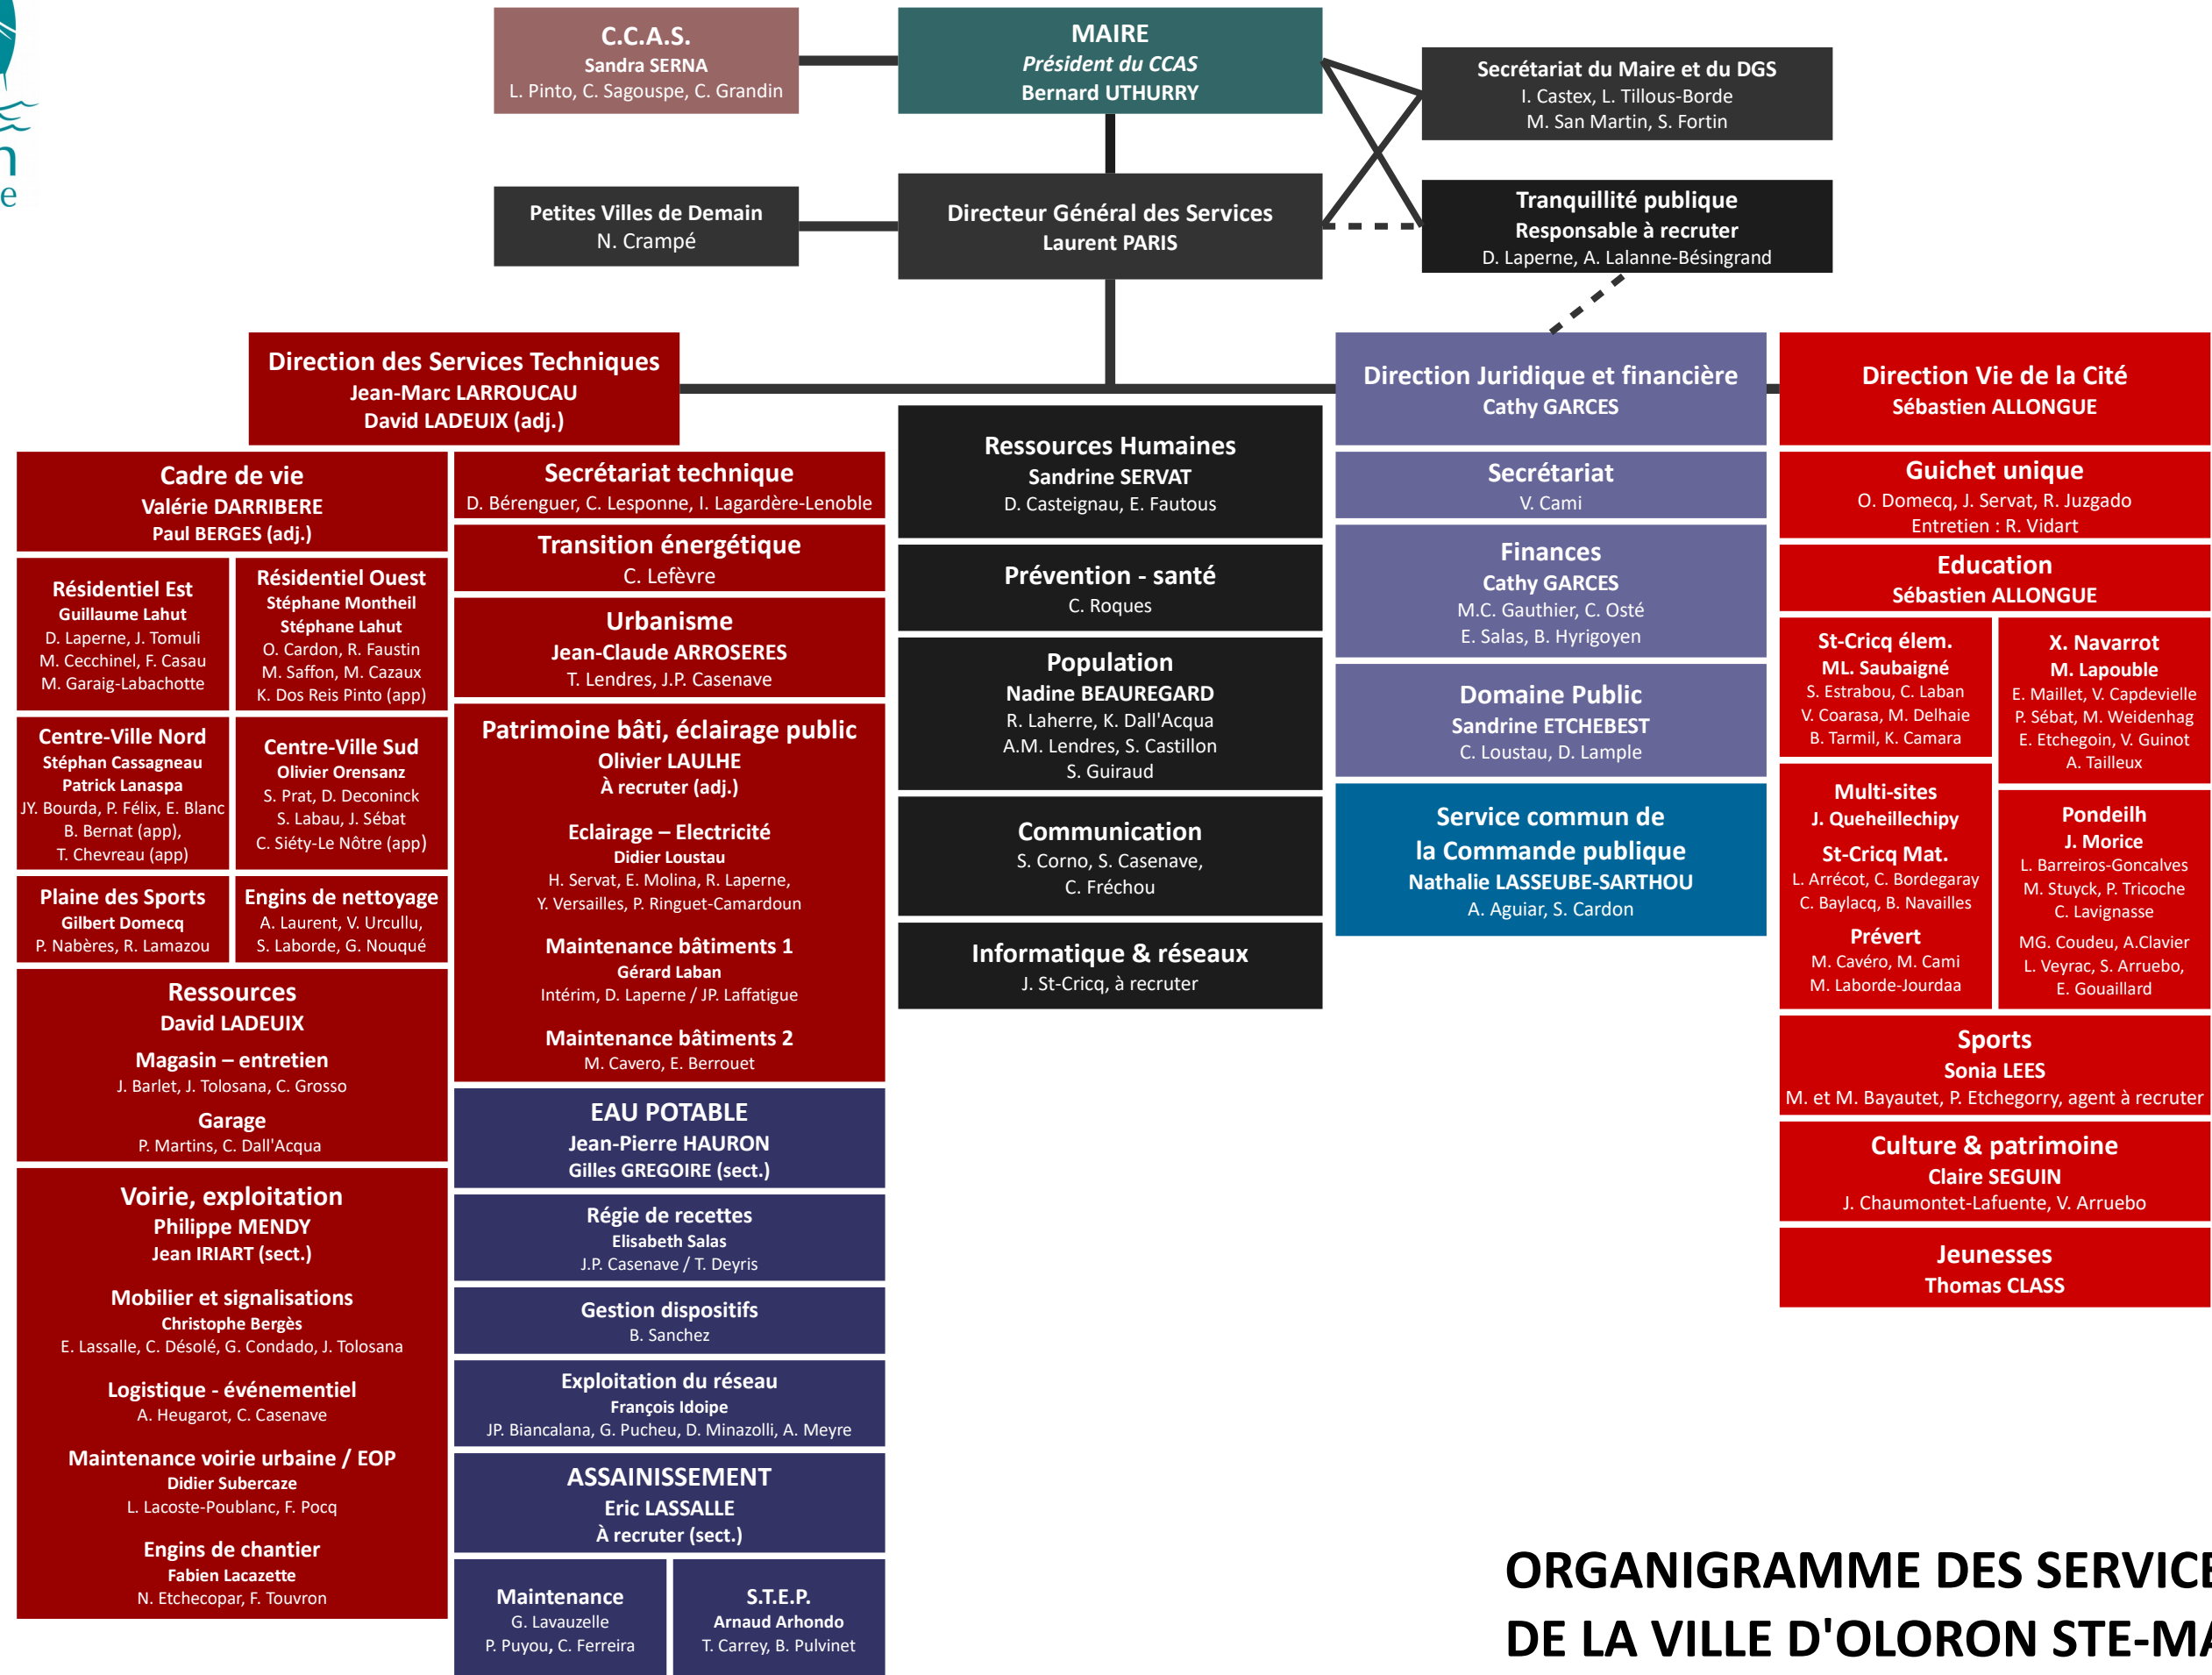 n
e
C.C.A.S.
Sandra SERNA
L. Pinto, C. Sagouspe, C. Grandin
MAIRE
Président du CCAS
Bernard UTHURRY
Secrétariat du Maire et du DGS
I. Castex, L. Tillous-Borde
M. San Martin, S. Fortin
Petites Villes de Demain
N. Crampé
Directeur Général des Services
Laurent PARIS
Tranquillité publique
Responsable à recruter
D. Laperne, A. Lalanne-Bésingrand
Direction des Services Techniques
Jean-Marc LARROUCAU
David LADEUIX (adj.)
Cadre de vie
Valérie DARRIBERE
Paul BERGES (adj.)
Résidentiel Est
Guillaume Lahut
D. Laperne, J. Tomuli
M. Cecchinel, F. Casau
M. Garaig-Labachotte
Résidentiel Ouest
Stéphane Montheil
Stéphane Lahut
O. Cardon, R. Faustin
M. Saffon, M. Cazaux
K. Dos Reis Pinto (app)
Centre-Ville Nord
Stéphan Cassagneau
Patrick Lanaspa
JY. Bourda, P. Félix, E. Blanc
B. Bernat (app),
T. Chevreau (app)
Centre-Ville Sud
Olivier Orensanz
S. Prat, D. Deconinck
S. Labau, J. Sébat
C. Siéty-Le Nôtre (app)
Plaine des Sports
Gilbert Domecq
P. Nabères, R. Lamazou
Engins de nettoyage
A. Laurent, V. Urcullu,
S. Laborde, G. Nouqué
Ressources
David LADEUIX
Magasin – entretien
J. Barlet, J. Tolosana, C. Grosso
Garage
P. Martins, C. Dall'Acqua
Voirie, exploitation
Philippe MENDY
Jean IRIART (sect.)
Mobilier et signalisations
Christophe Bergès
E. Lassalle, C. Désolé, G. Condado, J. Tolosana
Logistique - événementiel
A. Heugarot, C. Casenave
Maintenance voirie urbaine / EOP
Didier Subercaze
L. Lacoste-Poublanc, F. Pocq
Engins de chantier
Fabien Lacazette
N. Etchecopar, F. Touvron
Secrétariat technique
D. Bérenguer, C. Lesponne, I. Lagardère-Lenoble
Transition énergétique
C. Lefèvre
Urbanisme
Jean-Claude ARROSERES
T. Lendres, J.P. Casenave
Patrimoine bâti, éclairage public
Olivier LAULHE
À recruter (adj.)
Eclairage – Electricité
Didier Loustau
H. Servat, E. Molina, R. Laperne,
Y. Versailles, P. Ringuet-Camardoun
Maintenance bâtiments 1
Gérard Laban
Intérim, D. Laperne / JP. Laffatigue
Maintenance bâtiments 2
M. Cavero, E. Berrouet
EAU POTABLE
Jean-Pierre HAURON
Gilles GREGOIRE (sect.)
Régie de recettes
Elisabeth Salas
J.P. Casenave / T. Deyris
Gestion dispositifs
B. Sanchez
Exploitation du réseau
François Idoipe
JP. Biancalana, G. Pucheu, D. Minazolli, A. Meyre
ASSAINISSEMENT
Eric LASSALLE
À recruter (sect.)
Maintenance
G. Lavauzelle
P. Puyou, C. Ferreira
S.T.E.P.
Arnaud Arhondo
T. Carrey, B. Pulvinet
Ressources Humaines
Sandrine SERVAT
D. Casteignau, E. Fautous
Prévention - santé
C. Roques
Population
Nadine BEAUREGARD
R. Laherre, K. Dall'Acqua
A.M. Lendres, S. Castillon
S. Guiraud
Communication
S. Corno, S. Casenave,
C. Fréchou
Informatique & réseaux
J. St-Cricq, à recruter
Direction Juridique et financière
Cathy GARCES
Secrétariat
V. Cami
Finances
Cathy GARCES
M.C. Gauthier, C. Osté
E. Salas, B. Hyrigoyen
Domaine Public
Sandrine ETCHEBEST
C. Loustau, D. Lample
Service commun de
la Commande publique
Nathalie LASSEUBE-SARTHOU
A. Aguiar, S. Cardon
Direction Vie de la Cité
Sébastien ALLONGUE
Guichet unique
O. Domecq, J. Servat, R. Juzgado
Entretien : R. Vidart
Education
Sébastien ALLONGUE
St-Cricq élem.
ML. Saubaigné
S. Estrabou, C. Laban
V. Coarasa, M. Delhaie
B. Tarmil, K. Camara
X. Navarrot
M. Lapouble
E. Maillet, V. Capdevielle
P. Sébat, M. Weidenhag
E. Etchegoin, V. Guinot
A. Tailleux
Multi-sites
J. Queheillechipy
St-Cricq Mat.
L. Arrécot, C. Bordegaray
C. Baylacq, B. Navailles
Prévert
M. Cavéro, M. Cami
M. Laborde-Jourdaa
Pondeilh
J. Morice
L. Barreiros-Goncalves
M. Stuyck, P. Tricoche
C. Lavignasse
MG. Coudeu, A.Clavier
L. Veyrac, S. Arruebo,
E. Gouaillard
Sports
Sonia LEES
M. et M. Bayautet, P. Etchegorry, agent à recruter
Culture & patrimoine
Claire SEGUIN
J. Chaumontet-Lafuente, V. Arruebo
Jeunesses
Thomas CLASS
ORGANIGRAMME DES SERVICE
DE LA VILLE D'OLORON STE-MA